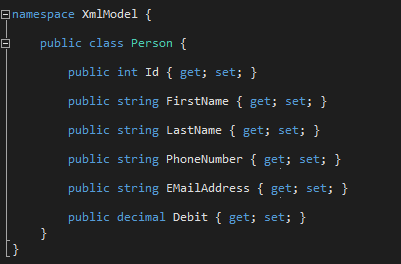 namespace XmlModel {
public class Person {
public int Id { get; set; }
public string FirstName { get; set; }
public string LastName { get; set; }
public string PhoneNumber { get; set; }
public string EMailAddress { get; set; }
public decimal Debit { get; set; }
}
}